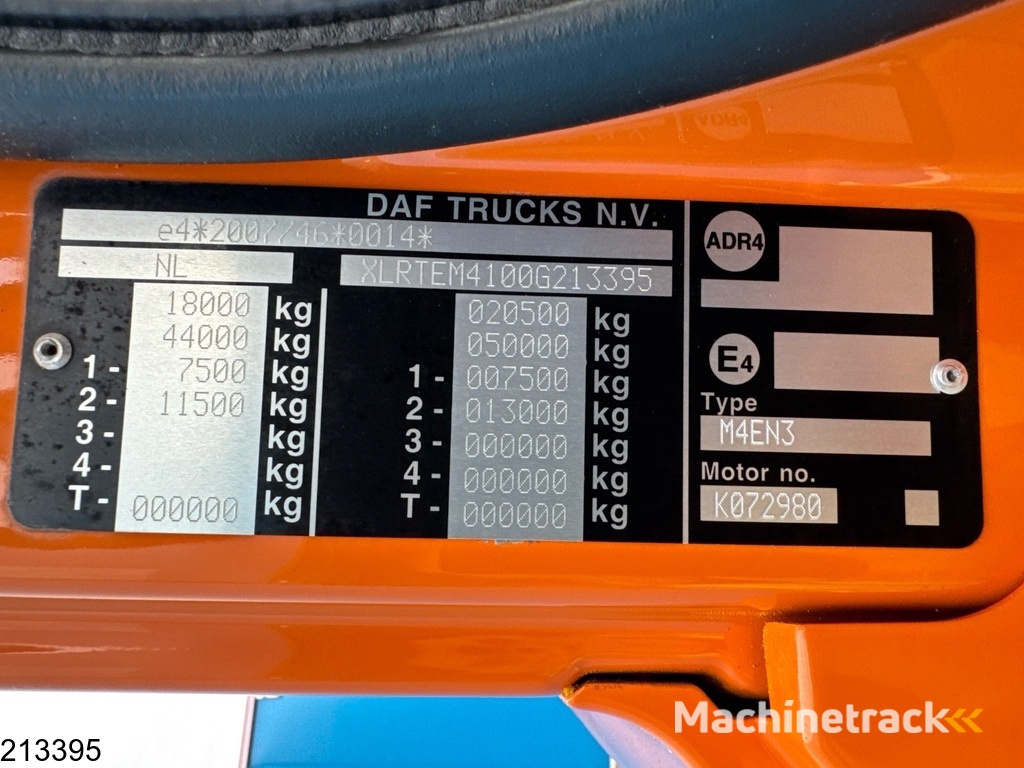 DAF TRUCKS N.V.
e4*2007/46*0014*
NL XLRTEM4100G213395
18000 kg 020500 kg
44000 kg 050000 kg
1- 7500 kg 1- 007500 kg
2- 11500 kg 2- 013000 kg
3- kg 3- 000000 kg
4- kg 4- 000000 kg
T- 000000 kg T- 000000 kg
ADR4
E4
Type
M4EN3
Motor no.
K072980
Machinetrack
213395